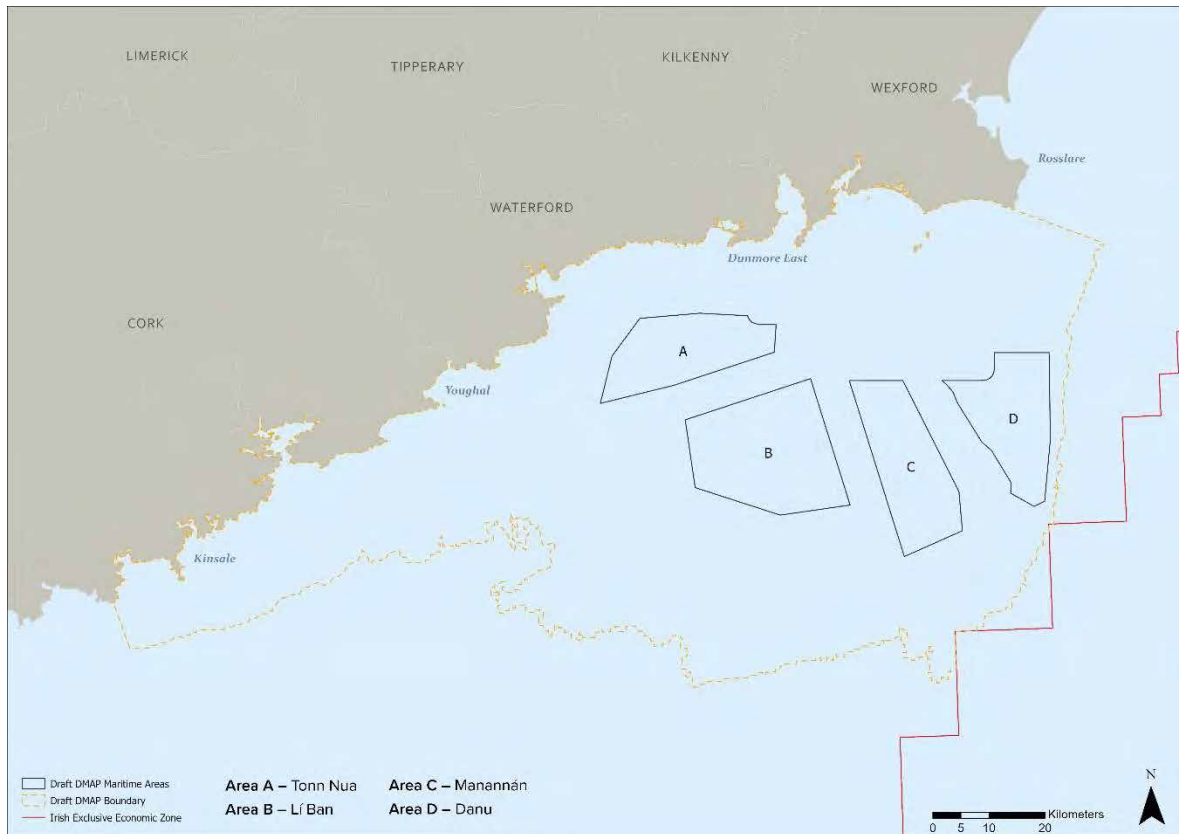 LIMERICK
TIPPERARY
KILKENNY
WEXFORD
Rosslare
WATERFORD
Dunmore East
CORK
A
Youghal
D
B
C
Kinsale
N
Draft DMAP Maritime Areas
Draft DMAP Boundary
Irish Exclusive Economic Zone
Area A – Tonn Nua
Area B – Lí Ban
Area C – Manannán
Area D – Danu
Kilometers
0 5 10 20